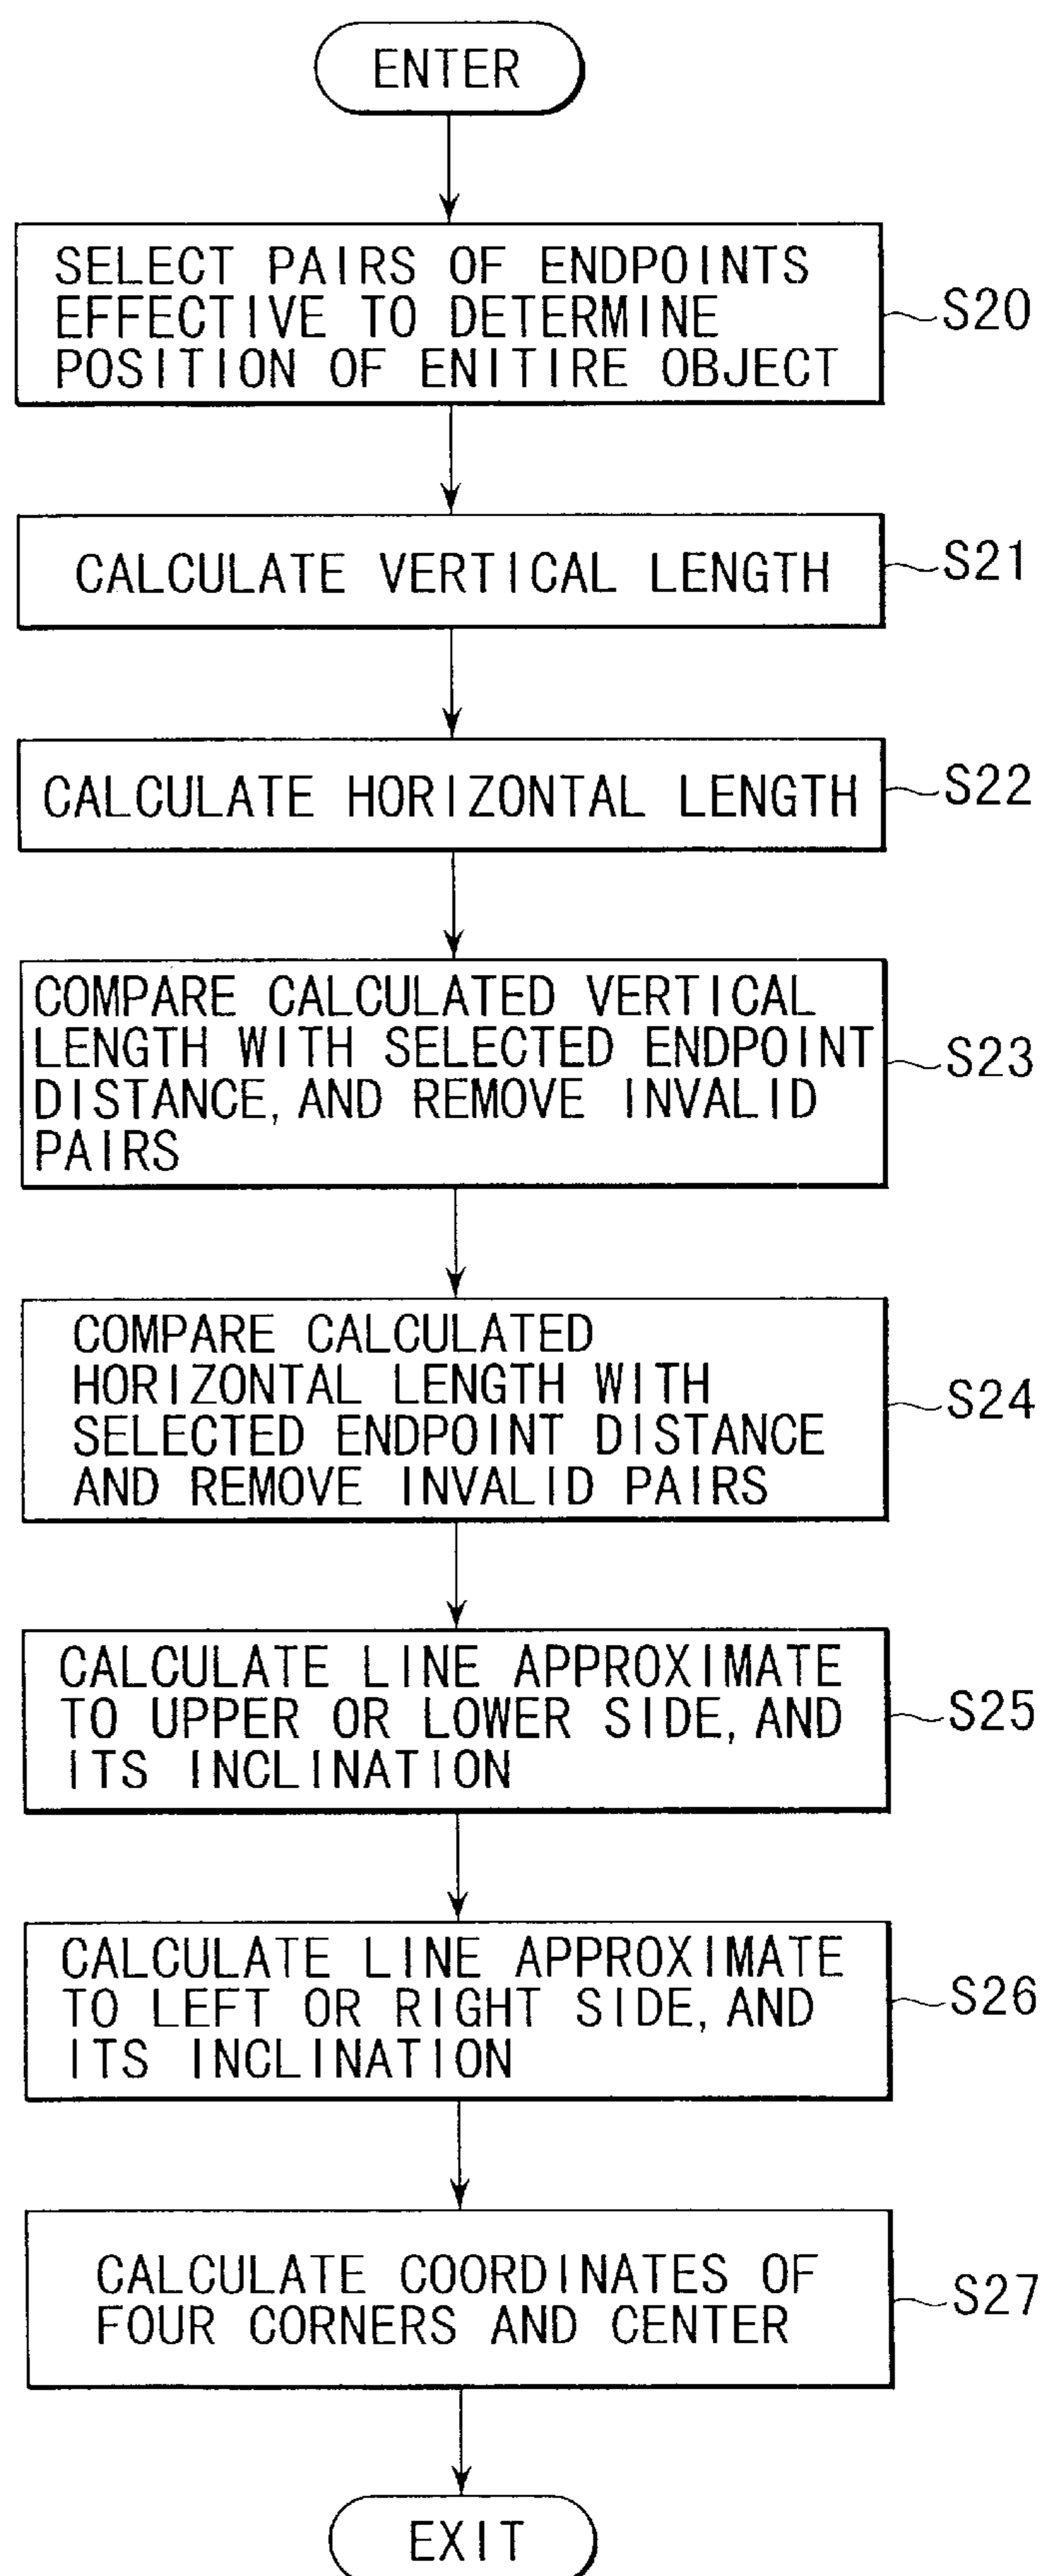 ENTER
SELECT PAIRS OF ENDPOINTS
EFFECTIVE TO DETERMINE
POSITION OF ENITIRE OBJECT
S20
CALCULATE VERTICAL LENGTH
S21
CALCULATE HORIZONTAL LENGTH
S22
COMPARE CALCULATED VERTICAL
LENGTH WITH SELECTED ENDPOINT
DISTANCE, AND REMOVE INVALID
PAIRS
S23
COMPARE CALCULATED
HORIZONTAL LENGTH WITH
SELECTED ENDPOINT DISTANCE
AND REMOVE INVALID PAIRS
S24
CALCULATE LINE APPROXIMATE
TO UPPER OR LOWER SIDE, AND
ITS INCLINATION
S25
CALCULATE LINE APPROXIMATE
TO LEFT OR RIGHT SIDE, AND
ITS INCLINATION
S26
CALCULATE COORDINATES OF
FOUR CORNERS AND CENTER
S27
EXIT